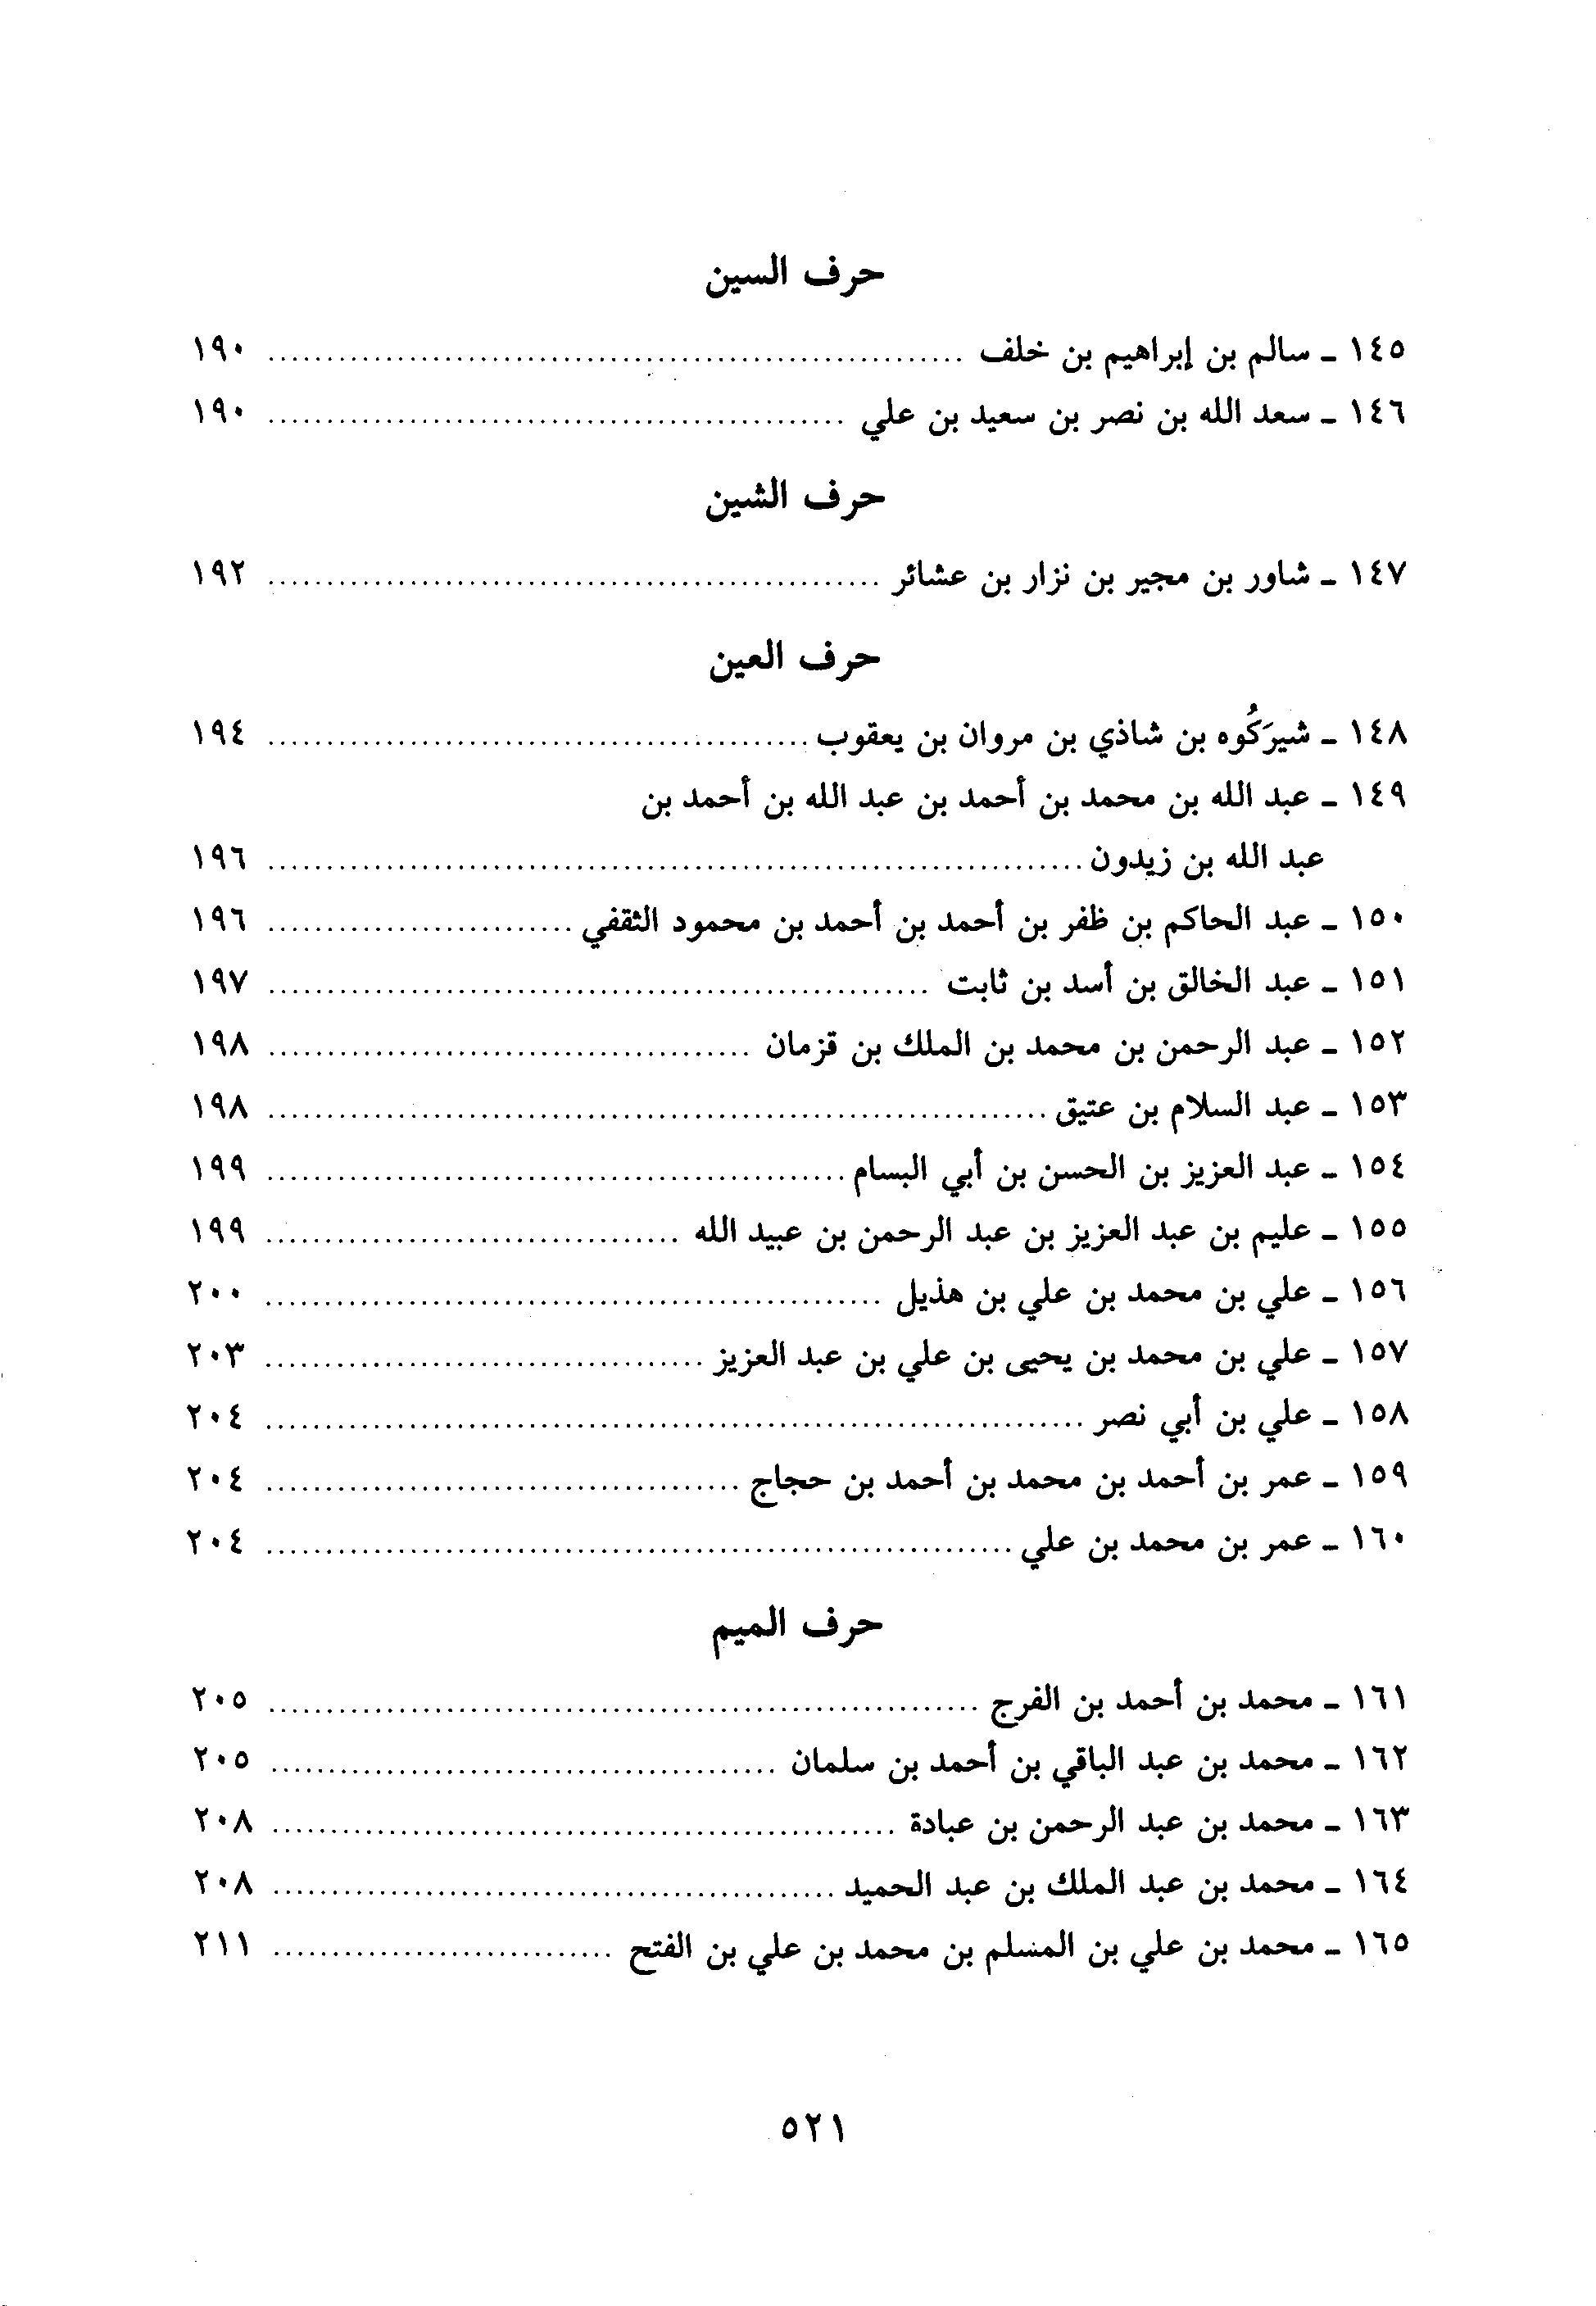 حرف السين
١٤٥ ـ سالم بن إبراهيم بن خلف ........................................................... ١٩٠
١٤٦ ـ سعد الله بن نصر بن سعيد بن علي ................................................. ١٩٠
حرف الشين
١٤٧ ـ شاور بن مجير بن نزار بن عشائر .................................................... ١٩٢
حرف العين
١٤٨ ـ شيرَكُوه بن شاذي بن مروان بن يعقوب .............................................. ١٩٤
١٤٩ ـ عبد الله بن محمد بن أحمد بن عبد الله بن أحمد بن
عبد الله بن زيدون ..................................................................... ١٩٦
١٥٠ ـ عبد الحاكم بن ظفر بن أحمد بن أحمد بن محمود الثقفي .......................... ١٩٦
١٥١ ـ عبد الخالق بن أسد بن ثابت ........................................................ ١٩٧
١٥٢ ـ عبد الرحمن بن محمد بن الملك بن قزمان ......................................... ١٩٨
١٥٣ ـ عبد السلام بن عتيق .................................................................. ١٩٨
١٥٤ ـ عبد العزيز بن الحسن بن أبي البسام ................................................. ١٩٩
١٥٥ ـ عليم بن عبد العزيز بن عبد الرحمن بن عبيد الله ................................... ١٩٩
١٥٦ ـ علي بن محمد بن علي بن هذيل .................................................... ٢٠٠
١٥٧ ـ علي بن محمد بن يحيى بن علي بن عبد العزيز ..................................... ٢٠٣
١٥٨ ـ علي بن أبي نصر ..................................................................... ٢٠٤
١٥٩ ـ عمر بن أحمد بن محمد بن أحمد بن حجاج ........................................ ٢٠٤
١٦٠ ـ عمر بن محمد بن علي ............................................................... ٢٠٤
حرف الميم
١٦١ ـ محمد بن أحمد بن الفرج ............................................................ ٢٠٥
١٦٢ ـ محمد بن عبد الباقي بن أحمد بن سلمان ........................................... ٢٠٥
١٦٣ ـ محمد بن عبد الرحمن بن عبادة ..................................................... ٢٠٨
١٦٤ ـ محمد بن عبد الملك بن عبد الحميد ................................................ ٢٠٨
١٦٥ ـ محمد بن علي بن المسلم بن محمد بن علي بن الفتح ............................. ٢١١
٥٢١